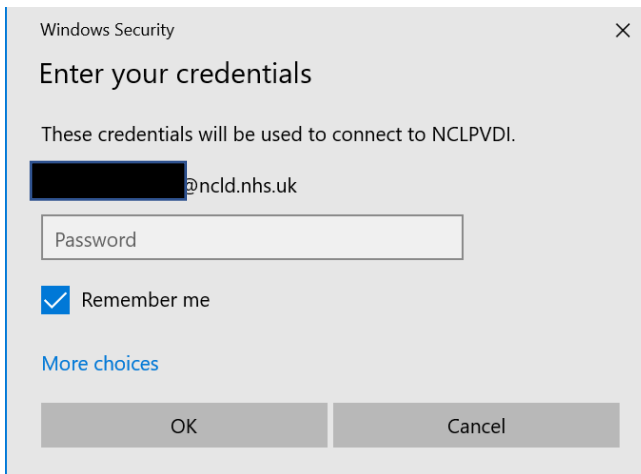 Windows Security
Enter your credentials
These credentials will be used to connect to NCLPVDI.
@ncld.nhs.uk
Password
Remember me
More choices
OK
Cancel